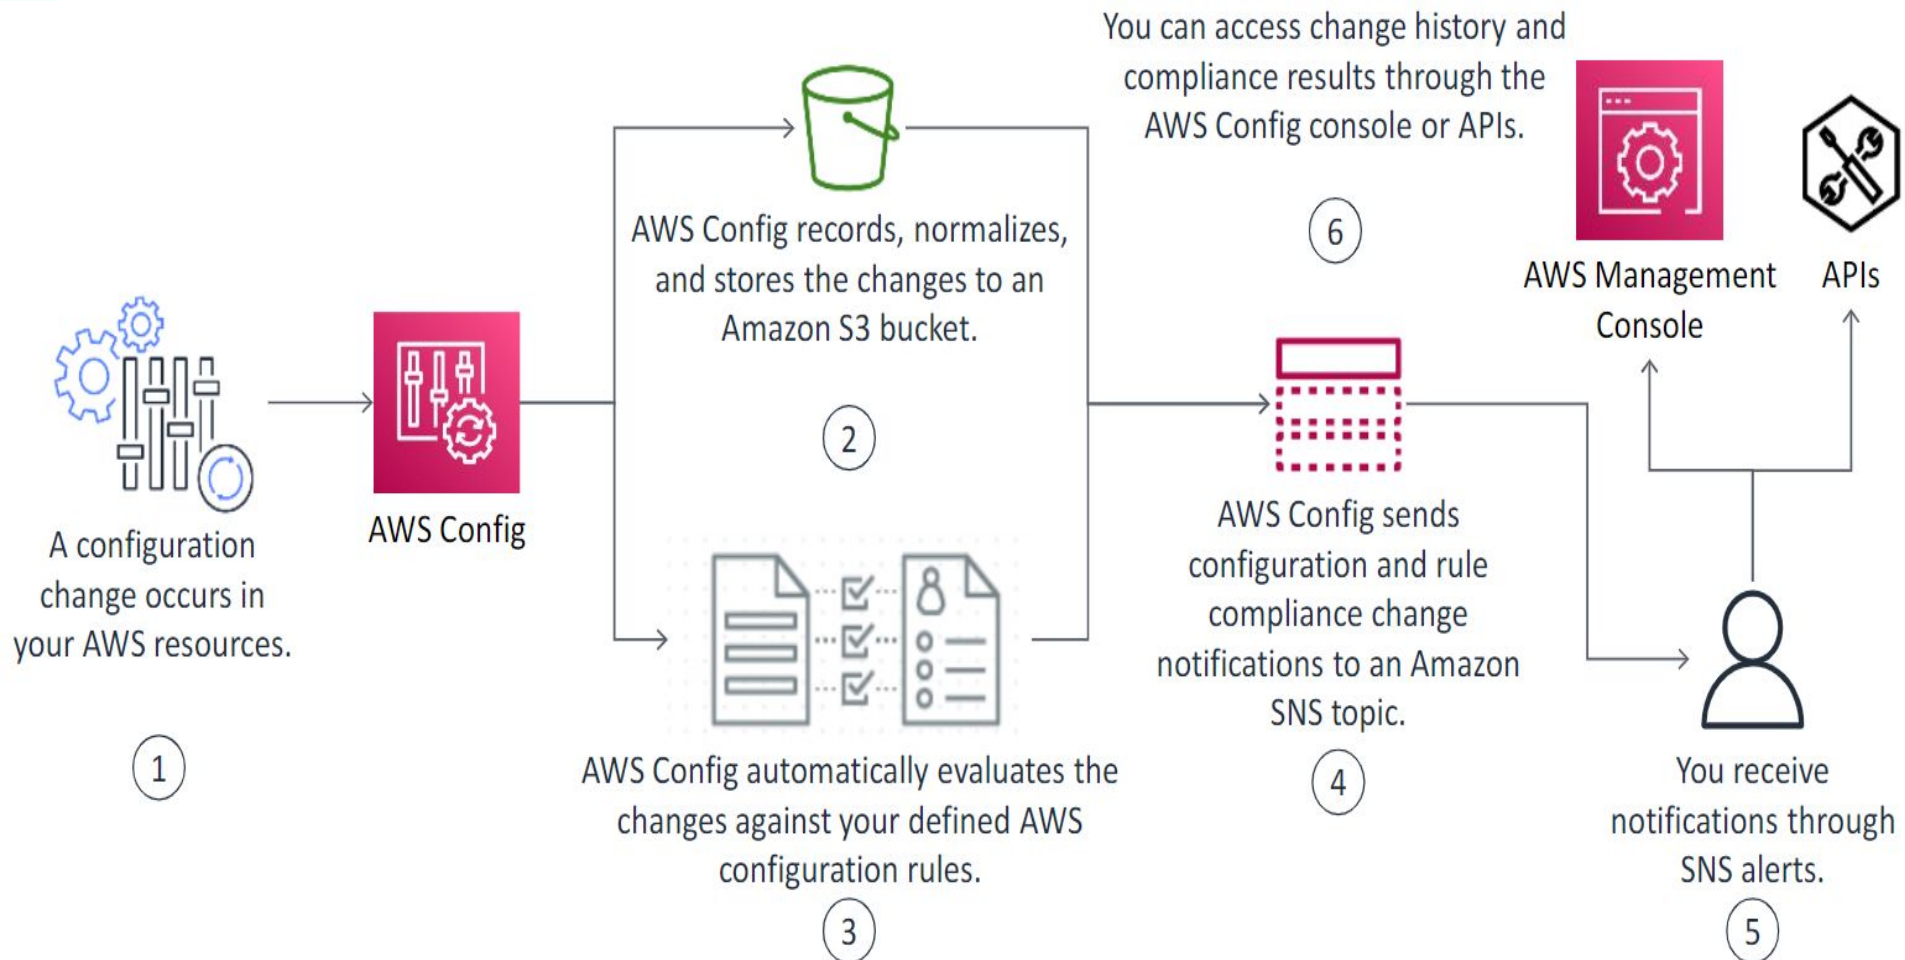 A configuration
change occurs in
your AWS resources.
1
AWS Config
AWS Config records, normalizes,
and stores the changes to an
Amazon S3 bucket.
2
AWS Config automatically evaluates the
changes against your defined AWS
configuration rules.
3
AWS Config sends
configuration and rule
compliance change
notifications to an Amazon
SNS topic.
4
You receive
notifications through
SNS alerts.
5
You can access change history and
compliance results through the
AWS Config console or APIs.
6
AWS Management
Console
APIs